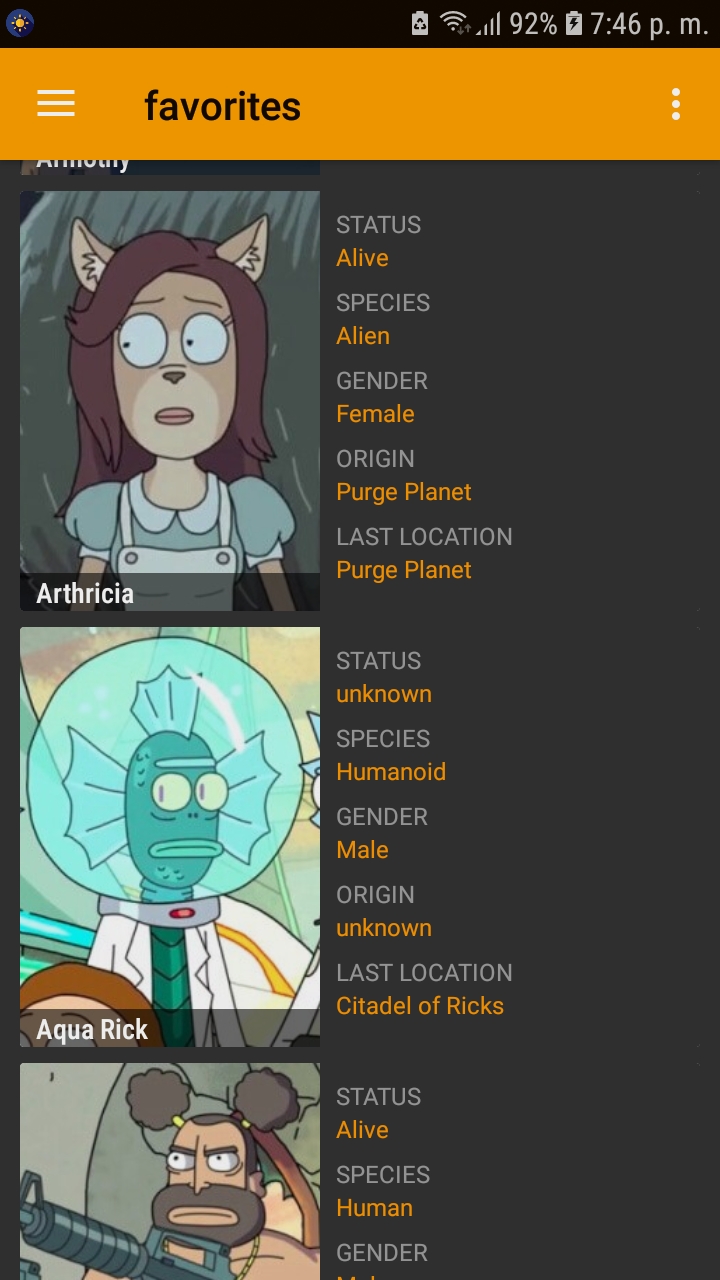 92% 7:46 p. m.
favorites
Armothy
STATUS
Alive
SPECIES
Alien
GENDER
Female
ORIGIN
Purge Planet
LAST LOCATION
Purge Planet
Arthricia
STATUS
unknown
SPECIES
Humanoid
GENDER
Male
ORIGIN
unknown
LAST LOCATION
Citadel of Ricks
Aqua Rick
STATUS
Alive
SPECIES
Human
GENDER